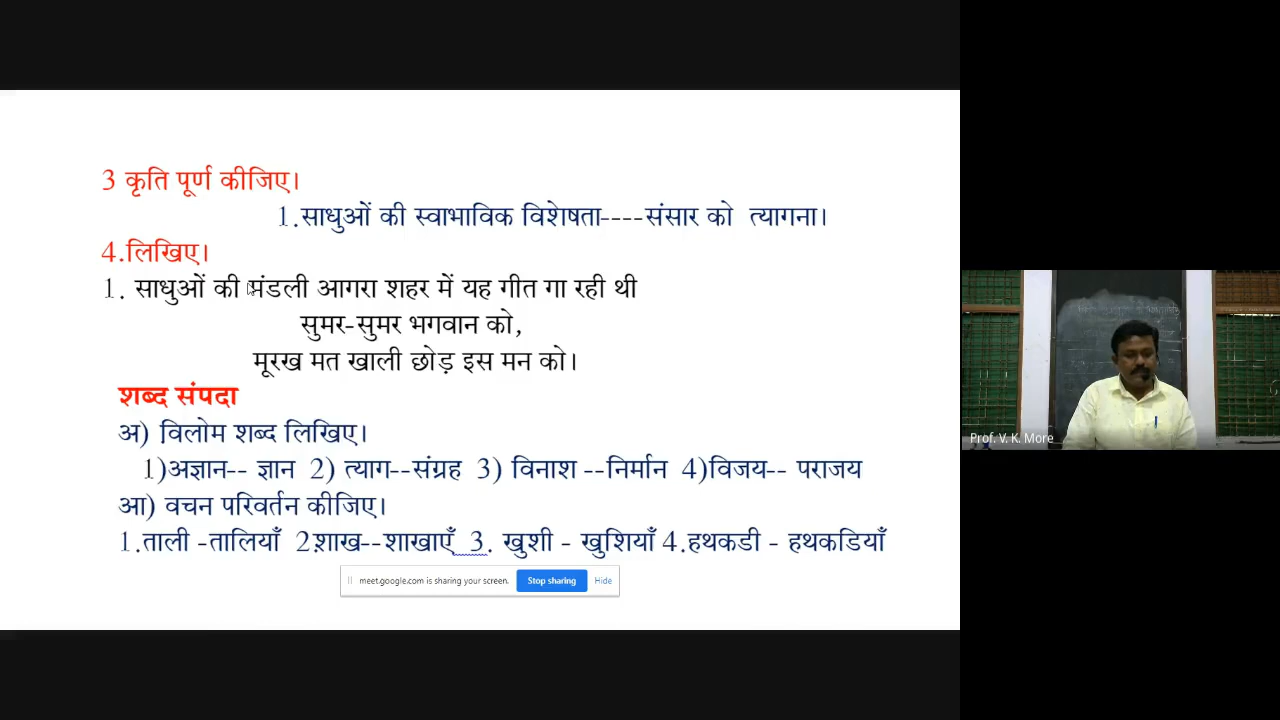 3 कृति पूर्ण कीजिए।
1.साधुओं की स्वाभाविक विशेषता----संसार को त्यागना।
4.लिखिए।
1. साधुओं की मंडली आगरा शहर में यह गीत गा रही थी
सुमर-सुमर भगवान को,
मूरख मत खाली छोड़ इस मन को।
शब्द संपदा
अ) विलोम शब्द लिखिए।
1)अज्ञान-- ज्ञान 2) त्याग--संग्रह 3) विनाश --निर्मान 4)विजय-- पराजय
आ) वचन परिवर्तन कीजिए।
1.ताली -तालियाँ 2.शाख--शाखाएँ 3. खुशी - खुशियाँ 4.हथकडी - हथकडियाँ
meet.google.com is sharing your screen. Stop sharing Hide
Prof. V. K. More